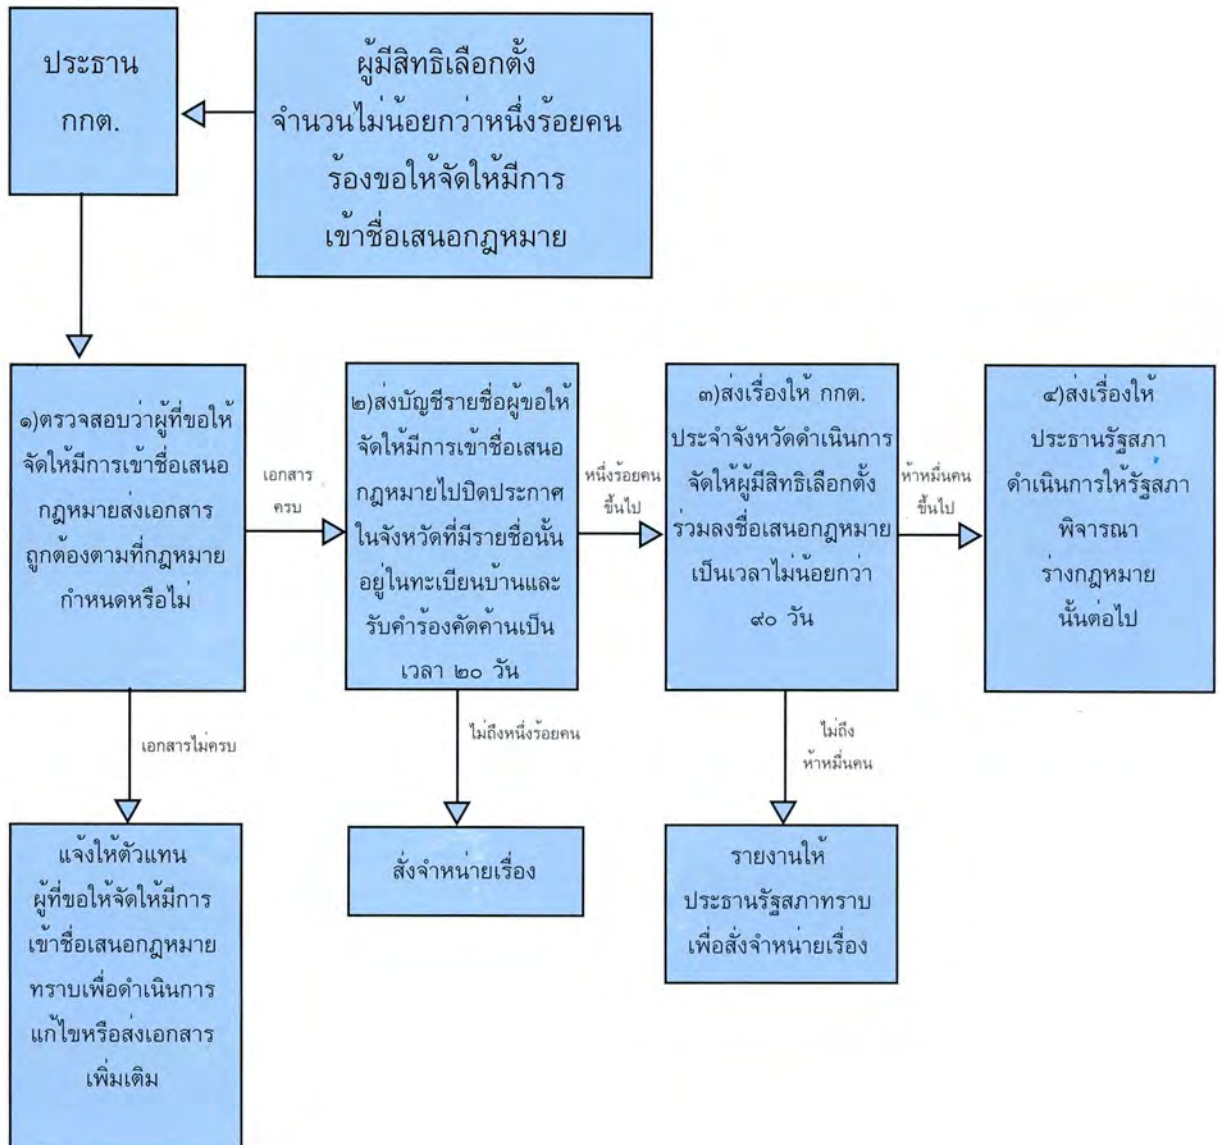 ประธาน
กกต.
ผู้มีสิทธิเลือกตั้ง
จำนวนไม่น้อยกว่าหนึ่งร้อยคน
ร้องขอให้จัดให้มีการ
เข้าชื่อเสนอกฎหมาย
๑)ตรวจสอบว่าผู้ที่ขอให้
จัดให้มีการเข้าชื่อเสนอ
กฎหมายส่งเอกสาร
ถูกต้องตามที่กฎหมาย
กำหนดหรือไม่
เอกสาร
ครบ
๒)ส่งบัญชีรายชื่อผู้ขอให้
จัดให้มีการเข้าชื่อเสนอ
กฎหมายไปปิดประกาศ
ในจังหวัดที่มีรายชื่อนั้น
อยู่ในทะเบียนบ้านและ
รับคำร้องคัดค้านเป็น
เวลา ๒๐ วัน
หนึ่งร้อยคน
ขึ้นไป
๓)ส่งเรื่องให้ กกต.
ประจำจังหวัดดำเนินการ
จัดให้ผู้มีสิทธิเลือกตั้ง
ร่วมลงชื่อเสนอกฎหมาย
เป็นเวลาไม่น้อยกว่า
๙๐ วัน
ห้าหมื่นคน
ขึ้นไป
๔)ส่งเรื่องให้
ประธานรัฐสภา
ดำเนินการให้รัฐสภา
พิจารณา
ร่างกฎหมาย
นั้นต่อไป
เอกสารไม่ครบ
ไม่ถึงหนึ่งร้อยคน
ไม่ถึง
ห้าหมื่นคน
แจ้งให้ตัวแทน
ผู้ที่ขอให้จัดให้มีการ
เข้าชื่อเสนอกฎหมาย
ทราบเพื่อดำเนินการ
แก้ไขหรือส่งเอกสาร
เพิ่มเติม
สั่งจำหน่ายเรื่อง
รายงานให้
ประธานรัฐสภาทราบ
เพื่อสั่งจำหน่ายเรื่อง